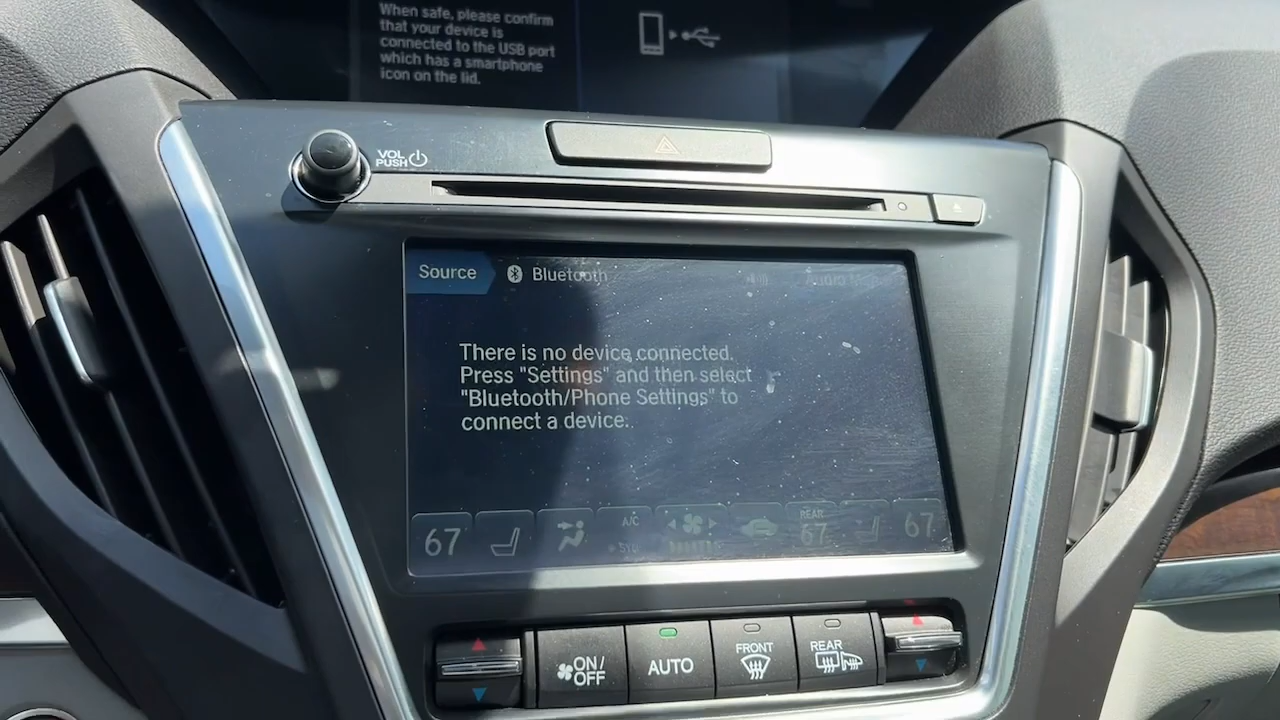 When safe, please confirm
that your device is
connected to the USB port
which has a smartphone
icon on the lid.
VOL
PUSH
Source
Bluetooth
There is no device connected.
Press "Settings" and then select
"Bluetooth/Phone Settings" to
connect a device.
67
A/C
REAR
67
67
ON/
OFF
AUTO
FRONT
REAR